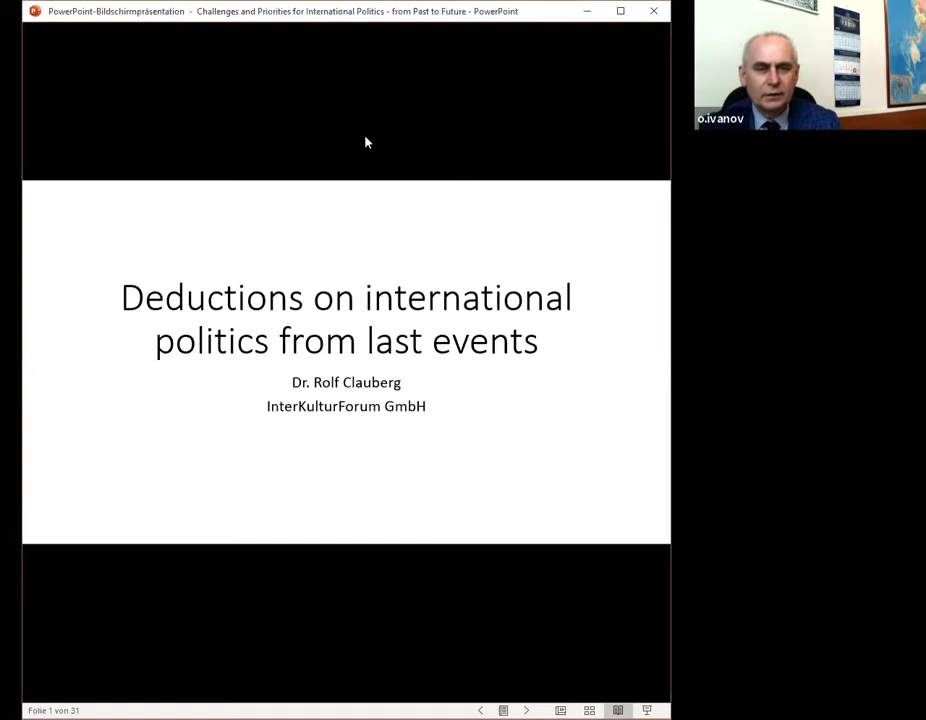 PowerPoint-Bildschirmpräsentation - Challenges and Priorities for International Politics - from Past to Future - PowerPoint
o.ivanov
Deductions on international
politics from last events
Dr. Rolf Clauberg
InterKulturForum GmbH
Folie 1 von 31